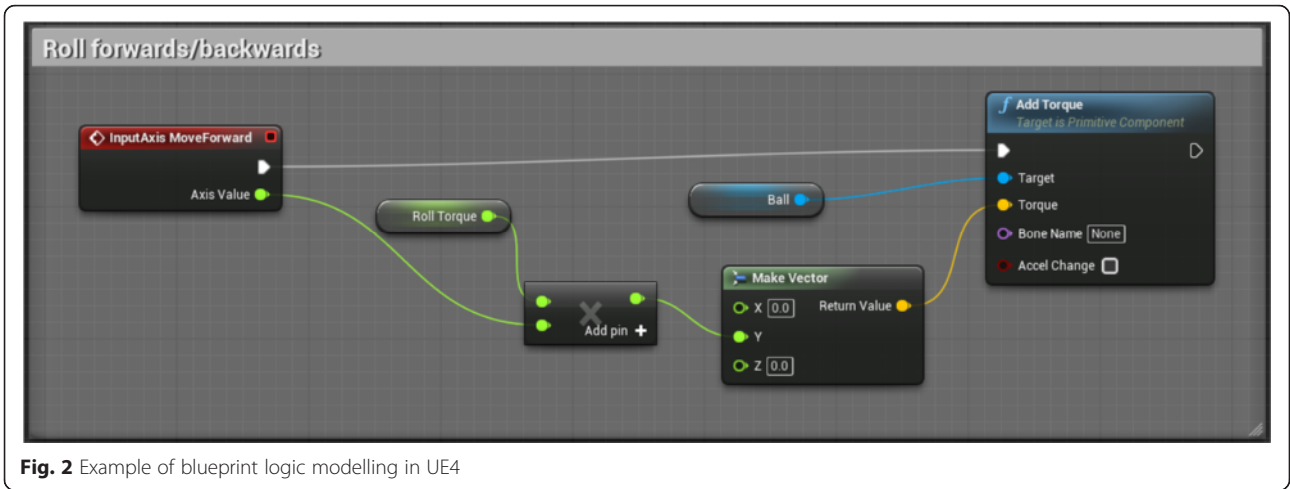 Roll forwards/backwards
InputAxis MoveForward
Axis Value
Roll Torque
Add pin +
Ball
Make Vector
X 0.0 Return Value
Y
Z 0.0
f Add Torque
Target is Primitive Component
Target
Torque
Bone Name None
Accel Change
Fig. 2 Example of blueprint logic modelling in UE4